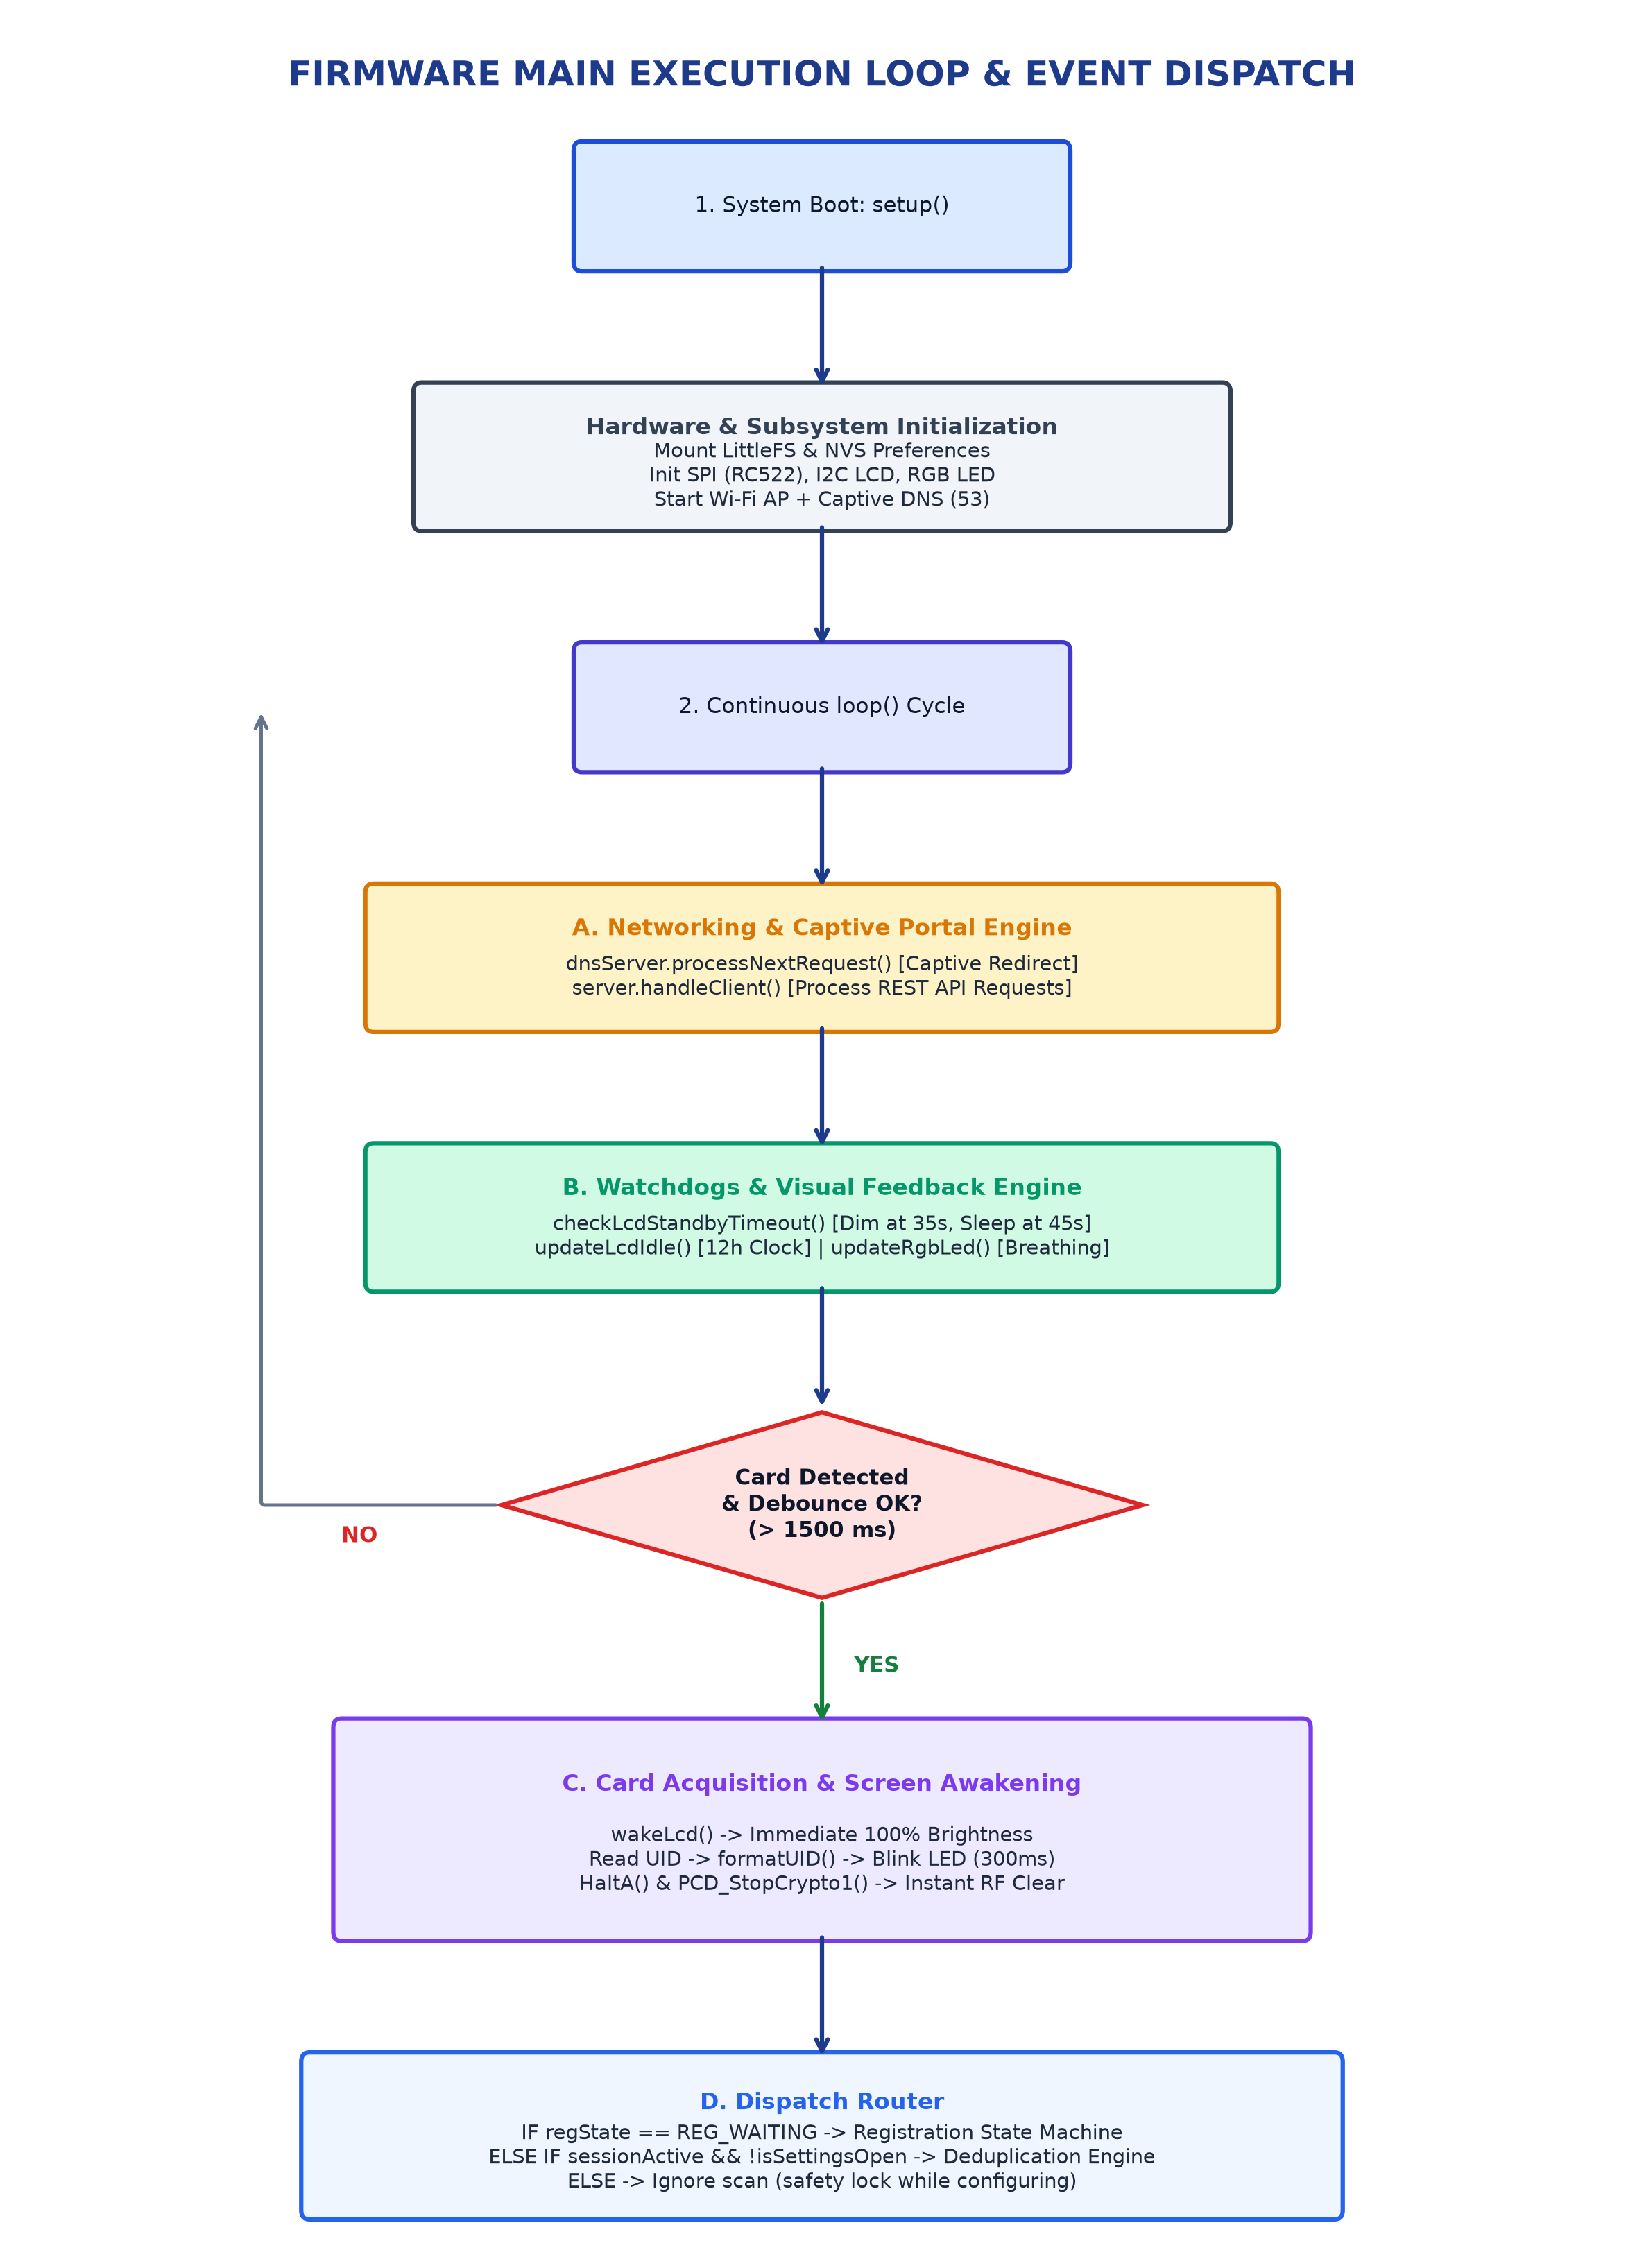 FIRMWARE MAIN EXECUTION LOOP & EVENT DISPATCH
1. System Boot: setup()
Hardware & Subsystem Initialization
Mount LittleFS & NVS Preferences
Init SPI (RC522), I2C LCD, RGB LED
Start Wi-Fi AP + Captive DNS (53)
2. Continuous loop() Cycle
A. Networking & Captive Portal Engine
dnsServer.processNextRequest() [Captive Redirect]
server.handleClient() [Process REST API Requests]
B. Watchdogs & Visual Feedback Engine
checkLcdStandbyTimeout() [Dim at 35s, Sleep at 45s]
updateLcdIdle() [12h Clock] | updateRgbLed() [Breathing]
Card Detected
& Debounce OK?
(> 1500 ms)
NO
YES
C. Card Acquisition & Screen Awakening
wakeLcd() -> Immediate 100% Brightness
Read UID -> formatUID() -> Blink LED (300ms)
HaltA() & PCD_StopCrypto1() -> Instant RF Clear
D. Dispatch Router
IF regState == REG_WAITING -> Registration State Machine
ELSE IF sessionActive && !isSettingsOpen -> Deduplication Engine
ELSE -> Ignore scan (safety lock while configuring)